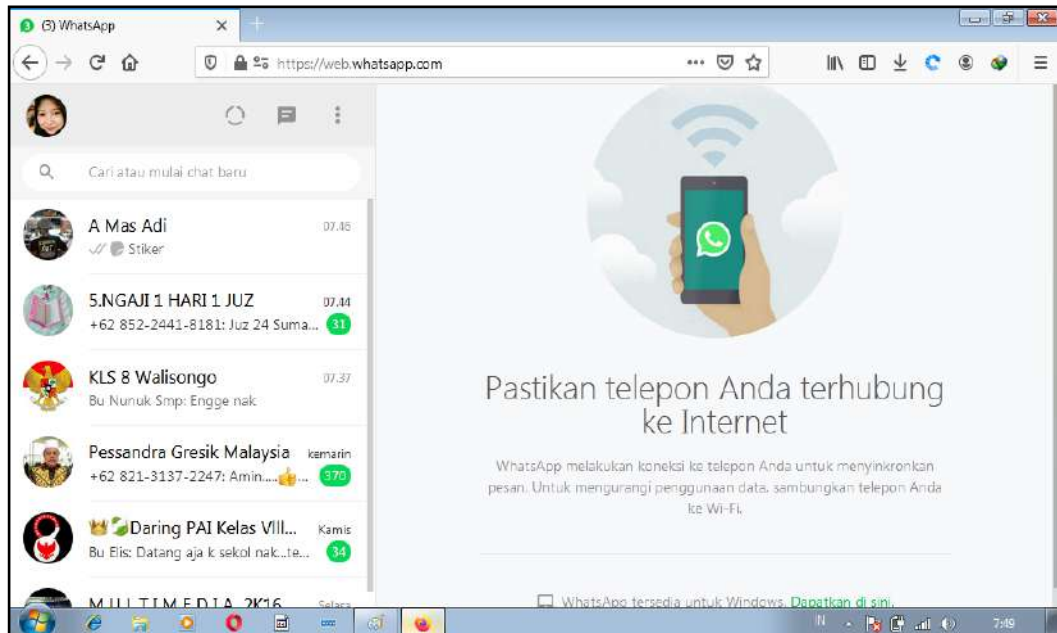 (3) WhatsApp
https://web.whatsapp.com
Cari atau mulai chat baru
A Mas Adi 07.46
Stiker
5.NGAJI 1 HARI 1 JUZ 07.44
+62 852-2441-8181: Juz 24 Suma... 31
KLS 8 Walisongo 07.37
Bu Nunuk Smp: Engge nak
Pessandra Gresik Malaysia kemarin
+62 821-3137-2247: Amin..... ... 370
Daring PAI Kelas VIII... Kamis
Bu Elis: Datang aja k sekol nak...te... 34
M U L T I M E D I A 2K16 Selasa
Pastikan telepon Anda terhubung
ke Internet
WhatsApp melakukan koneksi ke telepon Anda untuk menyinkronkan
pesan. Untuk mengurangi penggunaan data, sambungkan telepon Anda
ke Wi-Fi.
WhatsApp tersedia untuk Windows. Dapatkan di sini.
IN 7:49